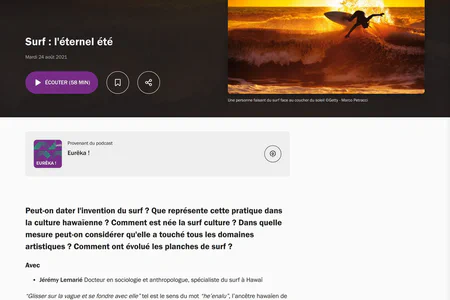 Surf : l'éternel été
Mardi 24 août 2021
ÉCOUTER (58 MIN)
Une personne faisant du surf face au coucher du soleil ©Getty - Marco Petracci
Provenant du podcast
Eurêka !
EURÊKA !
Peut-on dater l'invention du surf ? Que représente cette pratique dans
la culture hawaïenne ? Comment est née la surf culture ? Dans quelle
mesure peut-on considérer qu'elle a touché tous les domaines
artistiques ? Comment ont évolué les planches de surf ?
Avec
• Jérémy Lemarié Docteur en sociologie et anthropologue, spécialiste du surf à Hawaï
"Glisser sur la vague et se fondre avec elle" tel est le sens du mot "he'enalu", l'ancêtre hawaïen de